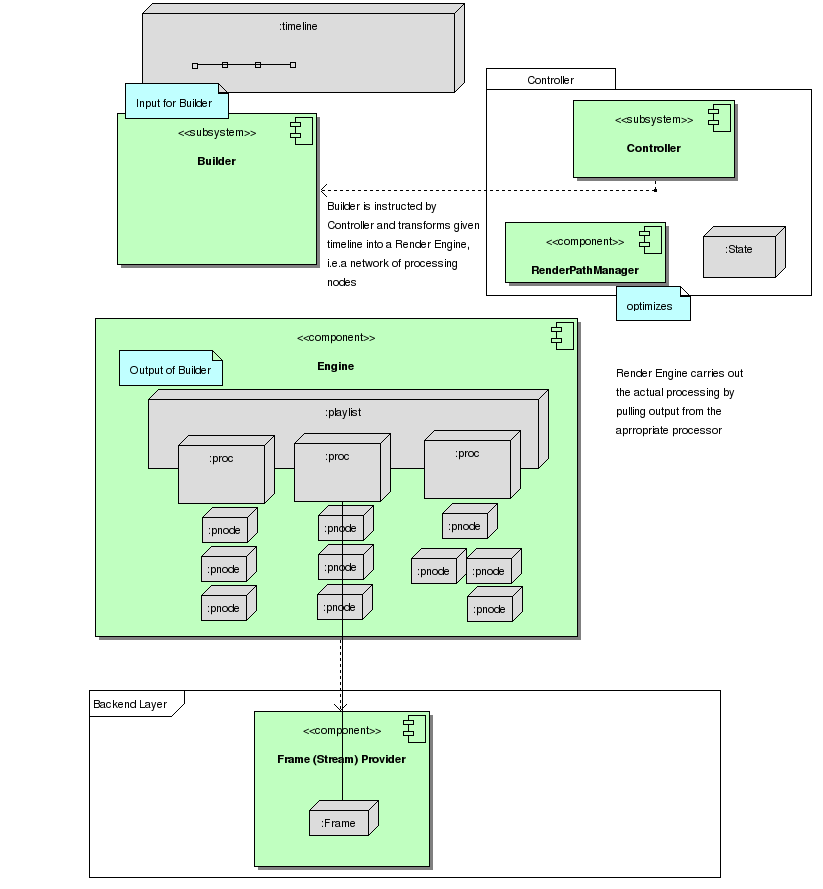 :timeline
Input for Builder
<<subsystem>>
Builder
Controller
<<subsystem>>
Controller
Builder is instructed by
Controller and transforms given
timeline into a Render Engine,
i.e.a network of processing
nodes
<<component>>
RenderPathManager
:State
optimizes
<<component>>
Engine
Output of Builder
Render Engine carries out
the actual processing by
pulling output from the
aprropriate processor
:playlist
:proc
:proc
:proc
:pnode
:pnode
:pnode
:pnode
:pnode
:pnode
:pnode
:pnode
:pnode
:pnode
Backend Layer
<<component>>
Frame (Stream) Provider
:Frame